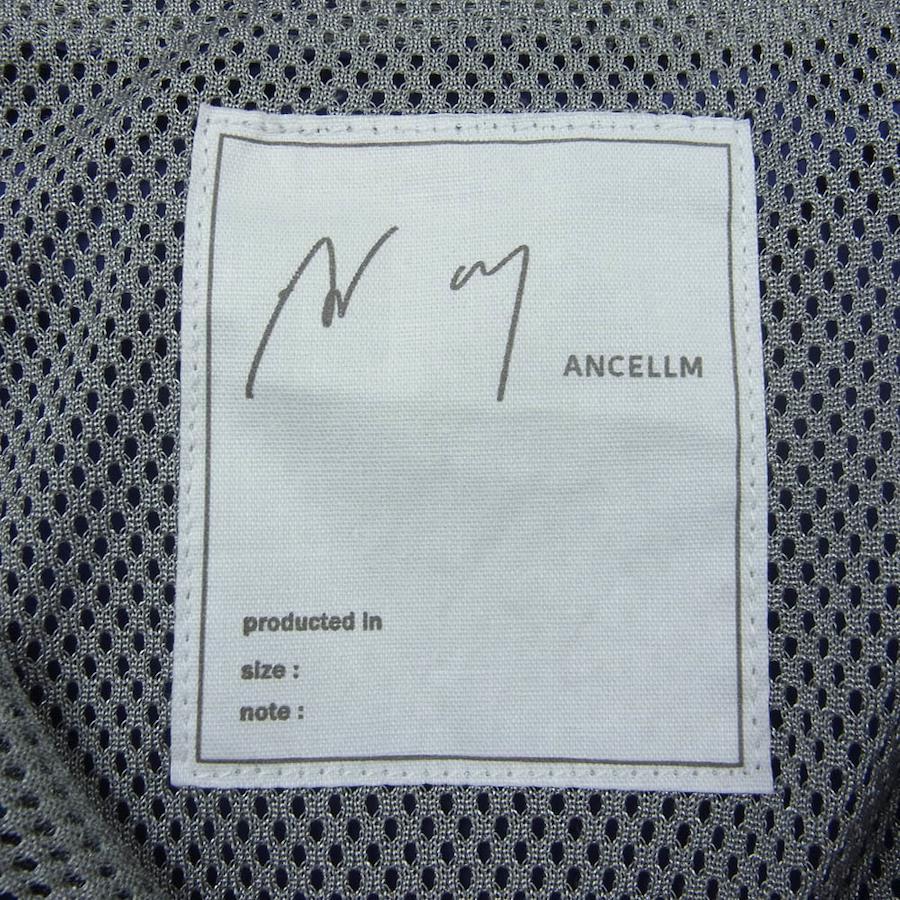 ANCELLM
producted in
size :
note :